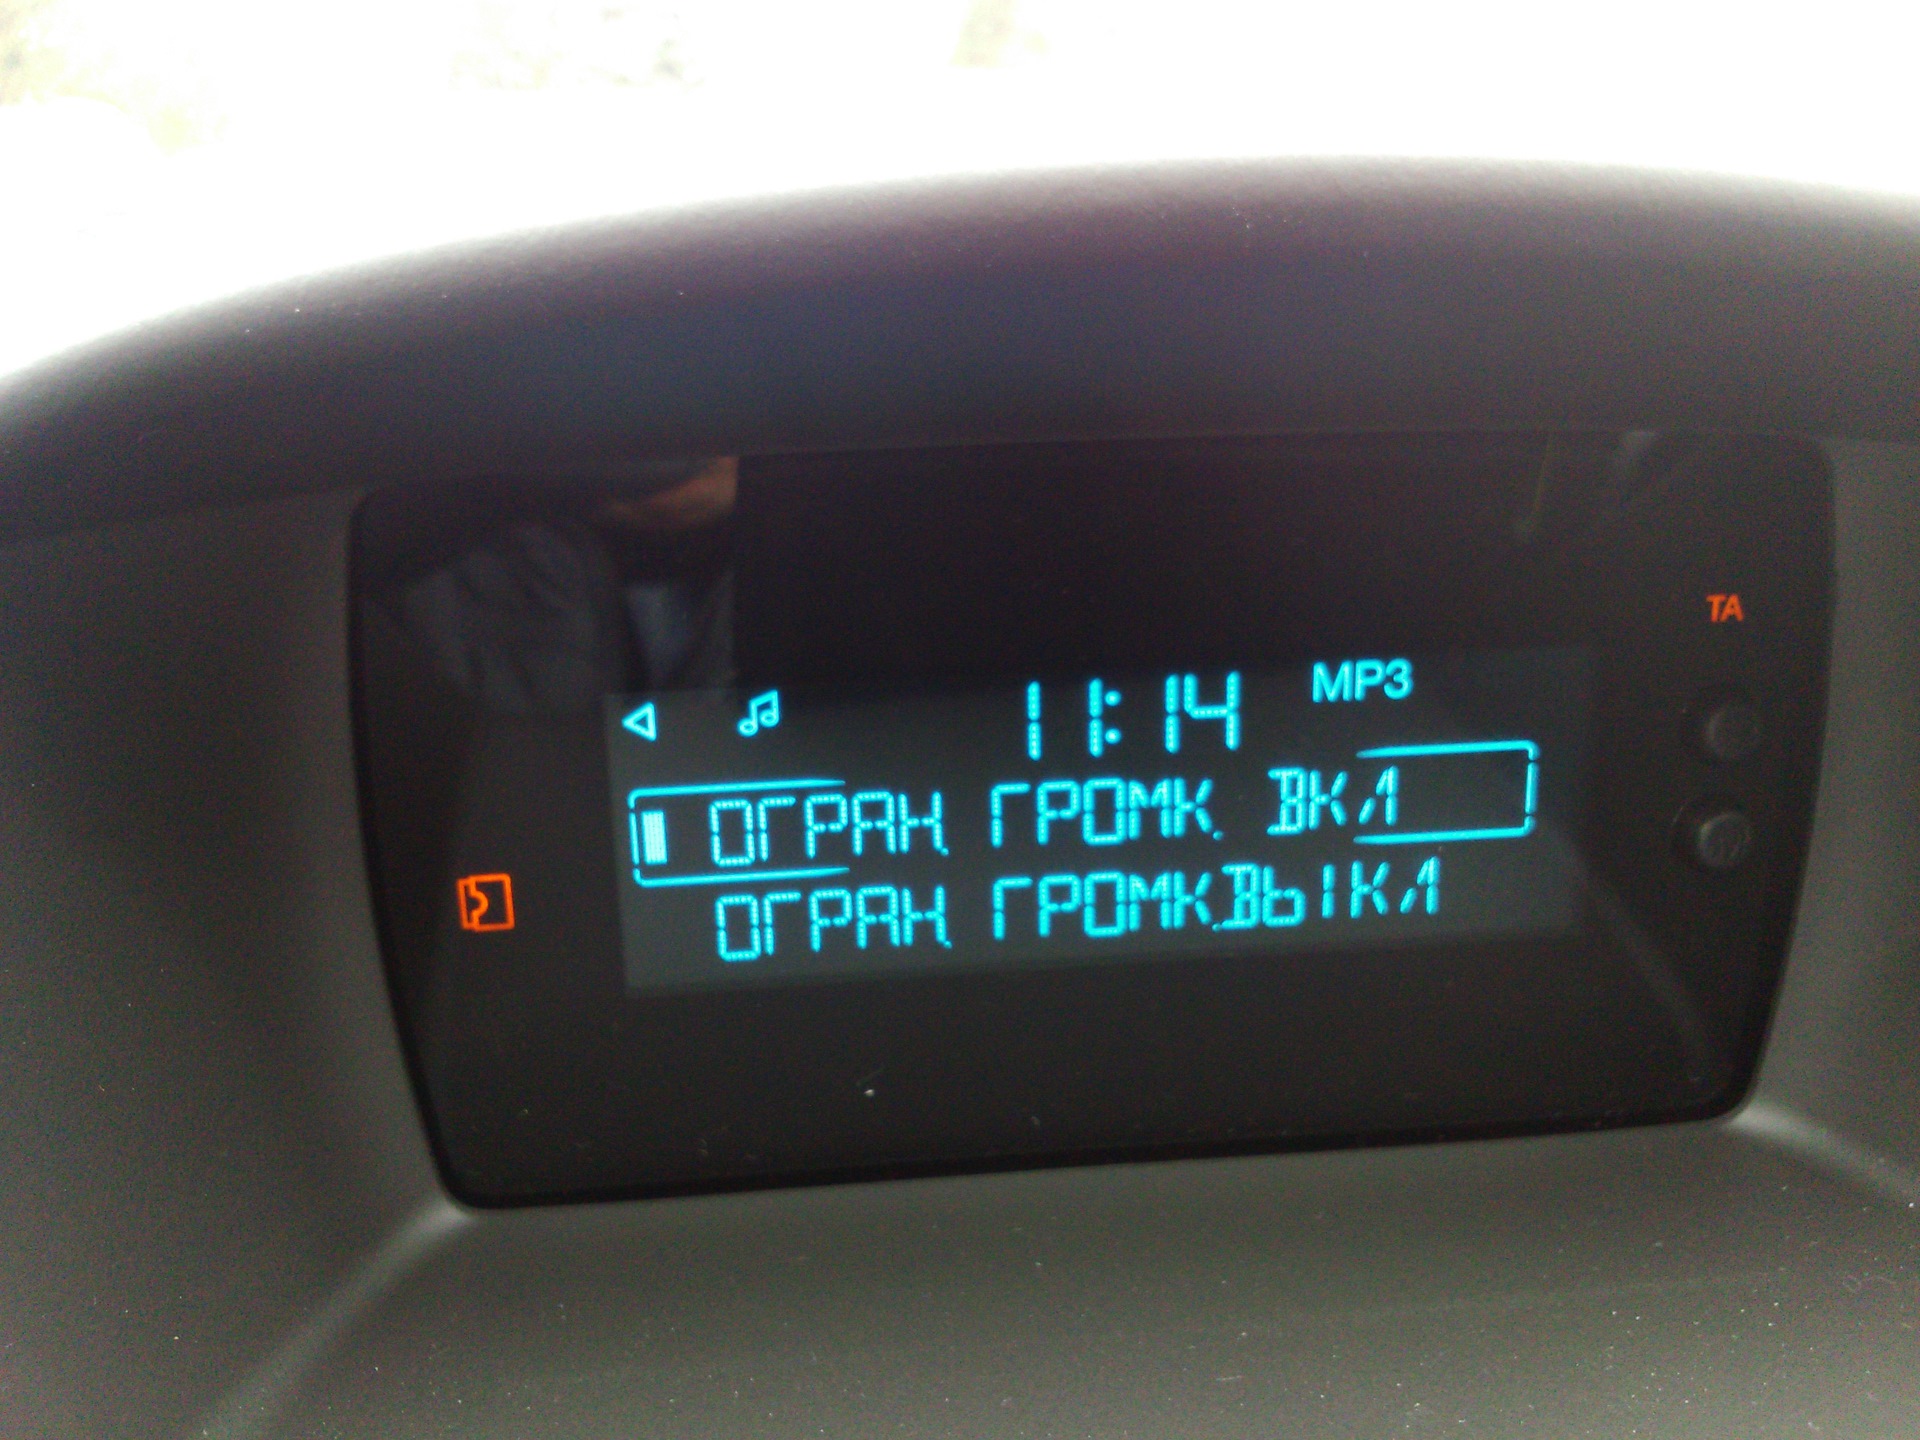 TA
11:14 MP3
ОГРАН. ГРОМК. ВКЛ
ОГРАН. ГРОМК.ВЫКЛ